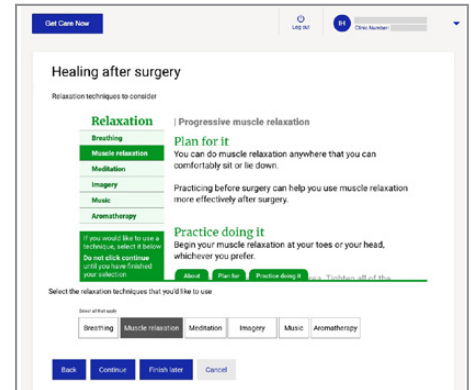 Get Care Now
Log out
IH
Clinic Number:
Healing after surgery
Relaxation techniques to consider
Relaxation
Breathing
Muscle relaxation
Meditation
Imagery
Music
Aromatherapy
If you would like to use a
technique, select it below
Do not click continue
until you have finished
your selection
| Progressive muscle relaxation
Plan for it
You can do muscle relaxation anywhere that you can
comfortably sit or lie down.
Practicing before surgery can help you use muscle relaxation
more effectively after surgery.
Practice doing it
Begin your muscle relaxation at your toes or your head,
whichever you prefer.
About Plan for Practice doing it
Tighten all of the
Select the relaxation techniques that you'd like to use
Select all that apply
Breathing Muscle relaxation Meditation Imagery Music Aromatherapy
Back Continue Finish later Cancel